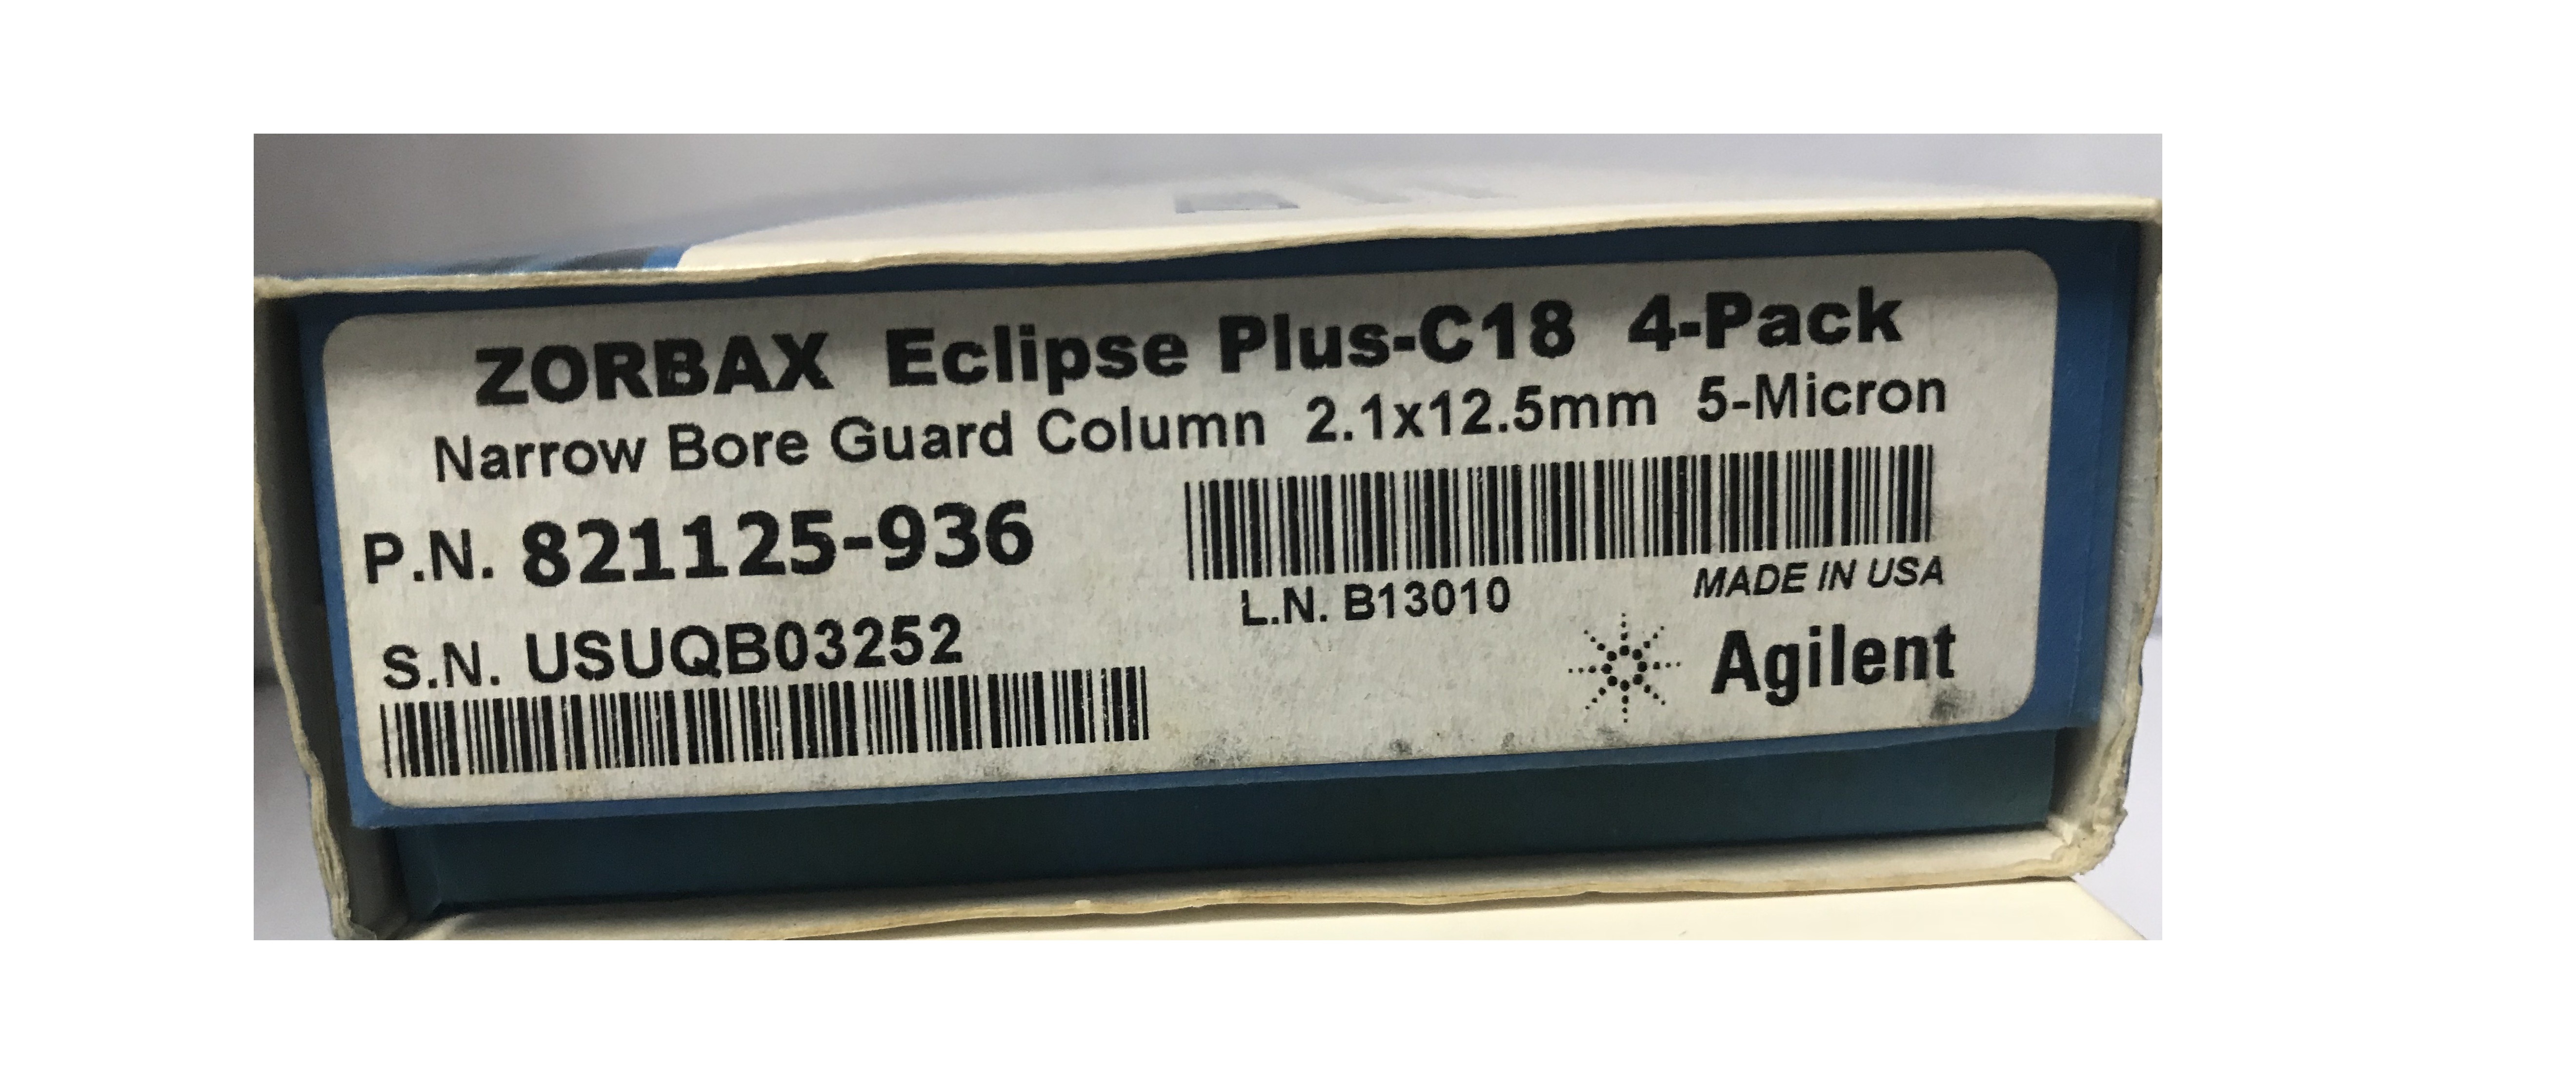 ZORBAX Eclipse Plus-C18 4-Pack
Narrow Bore Guard Column 2.1x12.5mm 5-Micron
P.N. 821125-936
L.N. B13010
MADE IN USA
S.N. USUQB03252
Agilent